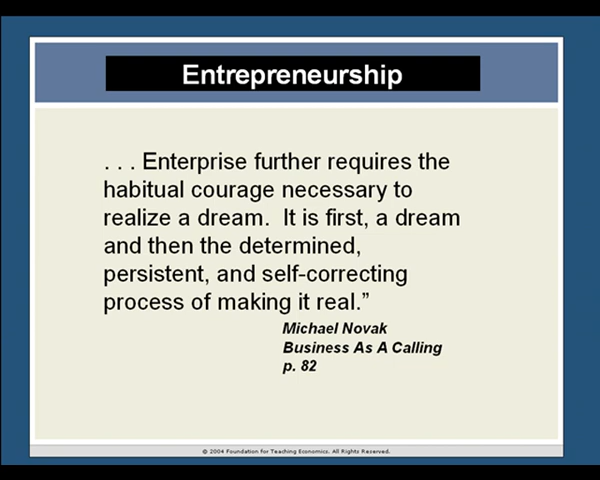 Entrepreneurship
. . . Enterprise further requires the
habitual courage necessary to
realize a dream.  It is first, a dream
and then the determined,
persistent, and self-correcting
process of making it real.”
Michael Novak
Business As A Calling
p. 82
© 2004 Foundation for Teaching Economics. All Rights Reserved.